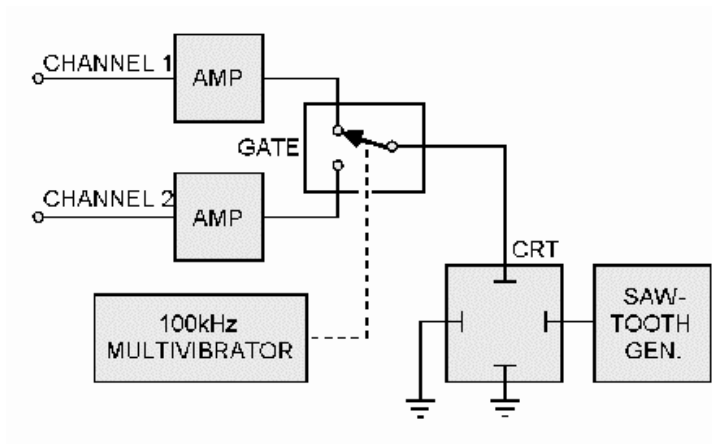 CHANNEL 1
AMP
GATE
CHANNEL 2
AMP
CRT
100kHz
MULTIVIBRATOR
SAW-
TOOTH
GEN.